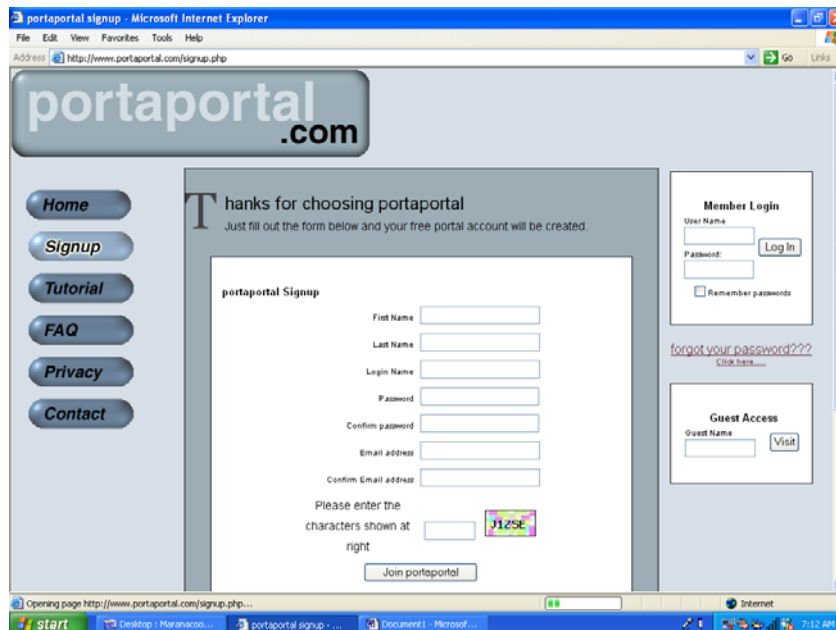 portaportal signup - Microsoft Internet Explorer
File Edit View Favorites Tools Help
Address http://www.portaportal.com/signup.php Go Links
portaportal
.com
Home
Signup
Tutorial
FAQ
Privacy
Contact
Thanks for choosing portaportal
Just fill out the form below and your free portal account will be created.
portaportal Signup
First Name
Last Name
Login Name
Password
Confirm password
Email address
Confirm Email address
Please enter the
characters shown at
right
J1ZSE
Join portaportal
Member Login
User Name
Password:
Log In
Remember passwords
forgot your password???
Click here.....
Guest Access
Guest Name
Visit
Opening page http://www.portaportal.com/signup.php... Internet
start Desktop : Maranacoo... portaportal signup - ... Document1 - Microsof... 7:12 AM